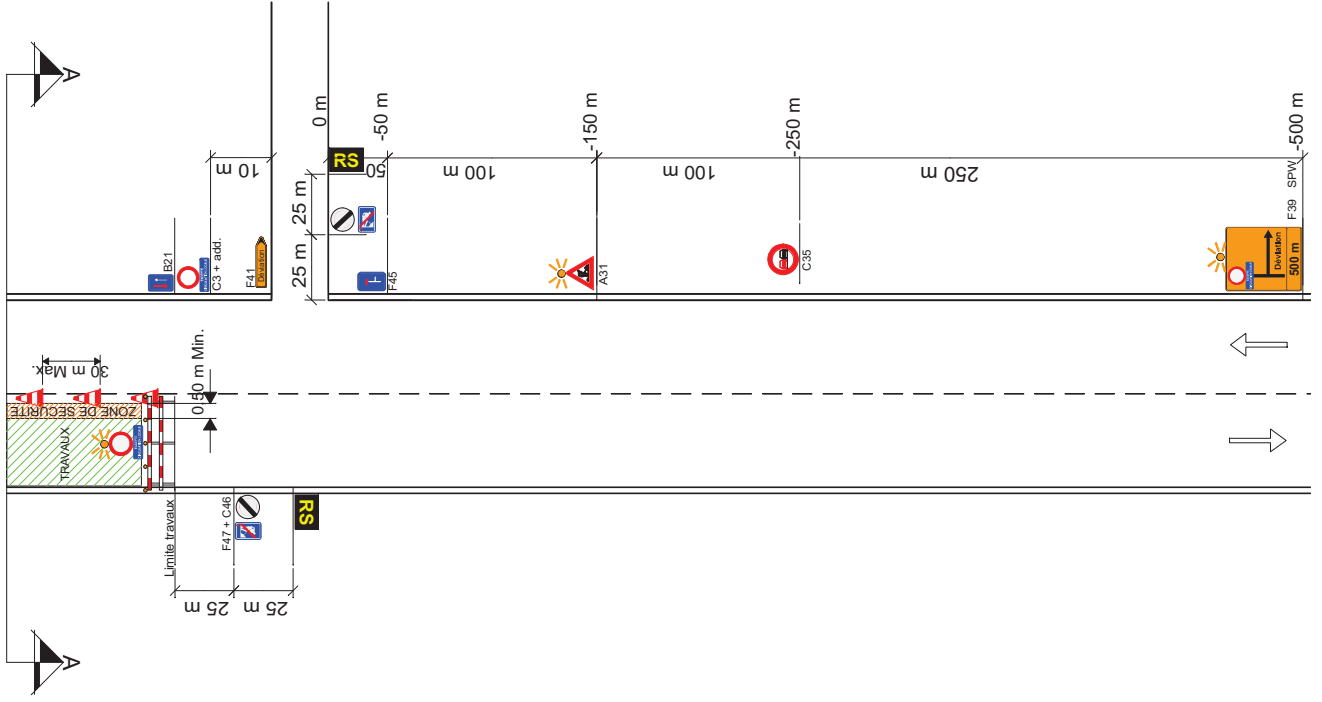 A
A
B21
C3 + add.
10 m
F41
Déviation
0 m
RS
25 m
25 m
50
-50 m
F45
100 m
-150 m
A31
100 m
-250 m
C35
250 m
F39 SPW
-500 m
Déviation
500 m
30 m Max.
0,50 m Min.
ZONE DE SECURITE
TRAVAUX
Limite travaux
F47 + C46
RS
25 m
25 m